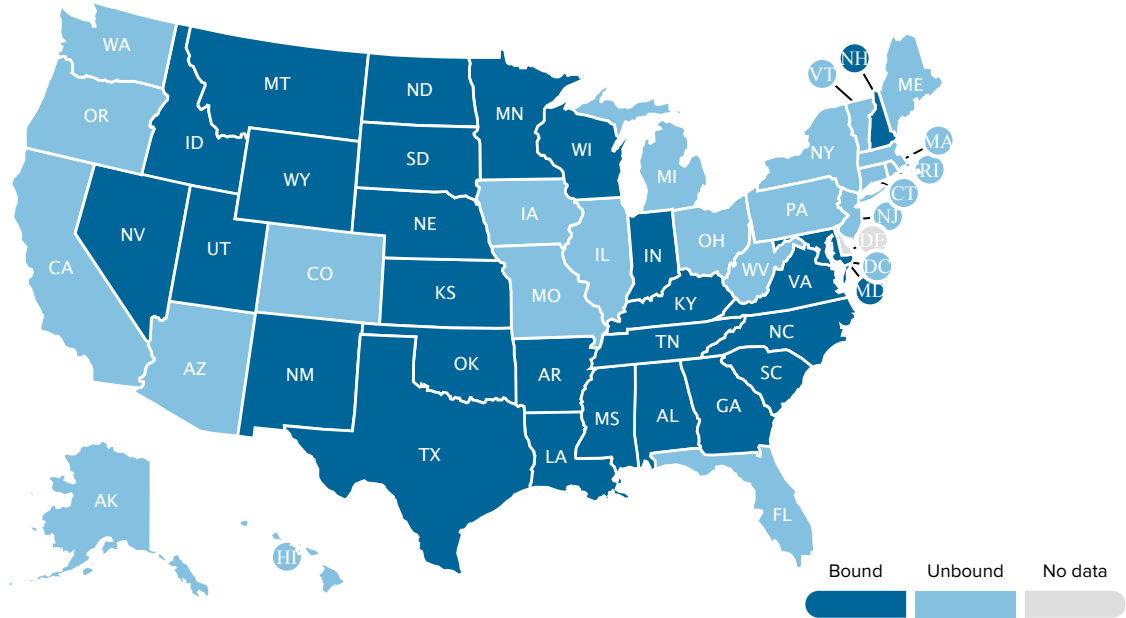 WA
MT
ND
MN
VT
NH
ME
OR
ID
SD
WI
MI
NY
MA
RI
CT
WY
NV
UT
NE
IA
IL
IN
OH
PA
NJ
DE
DC
MD
CA
CO
KS
MO
KY
WV
VA
AZ
NM
OK
AR
TN
NC
SC
TX
LA
MS
AL
GA
AK
HI
FL
Bound Unbound No data